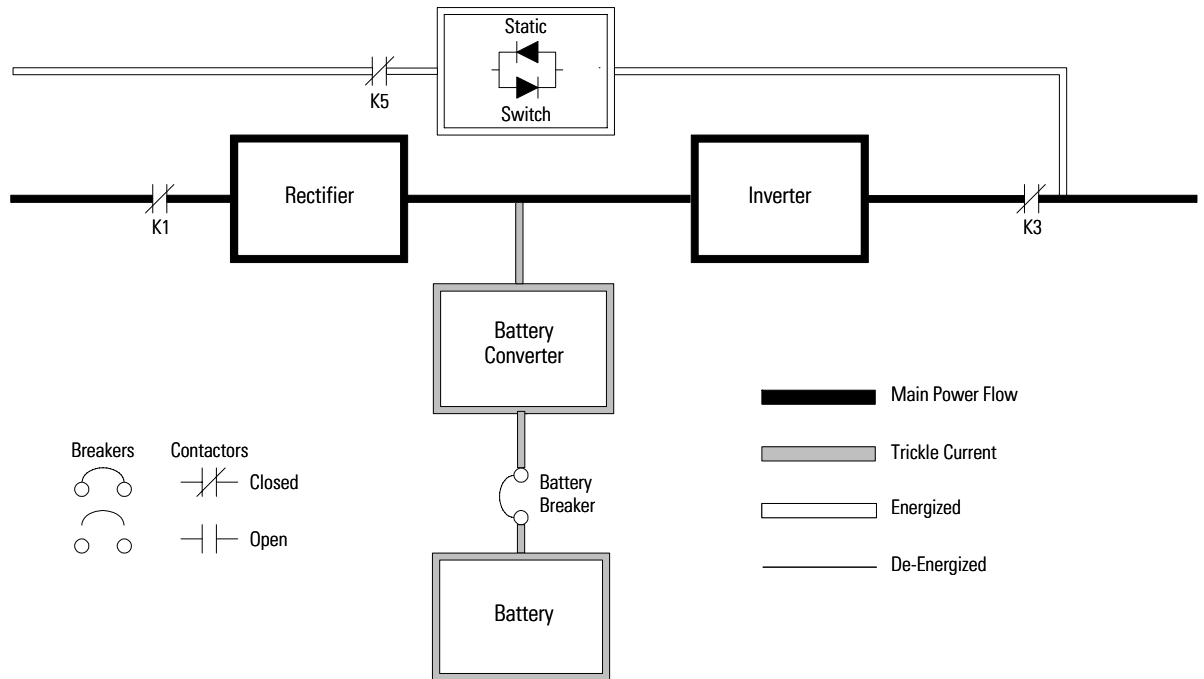 Static
Switch
K5
Rectifier
Inverter
K1
K3
Battery
Converter
Main Power Flow
Breakers
Contactors
Trickle Current
Closed
Battery
Breaker
Energized
Open
De-Energized
Battery